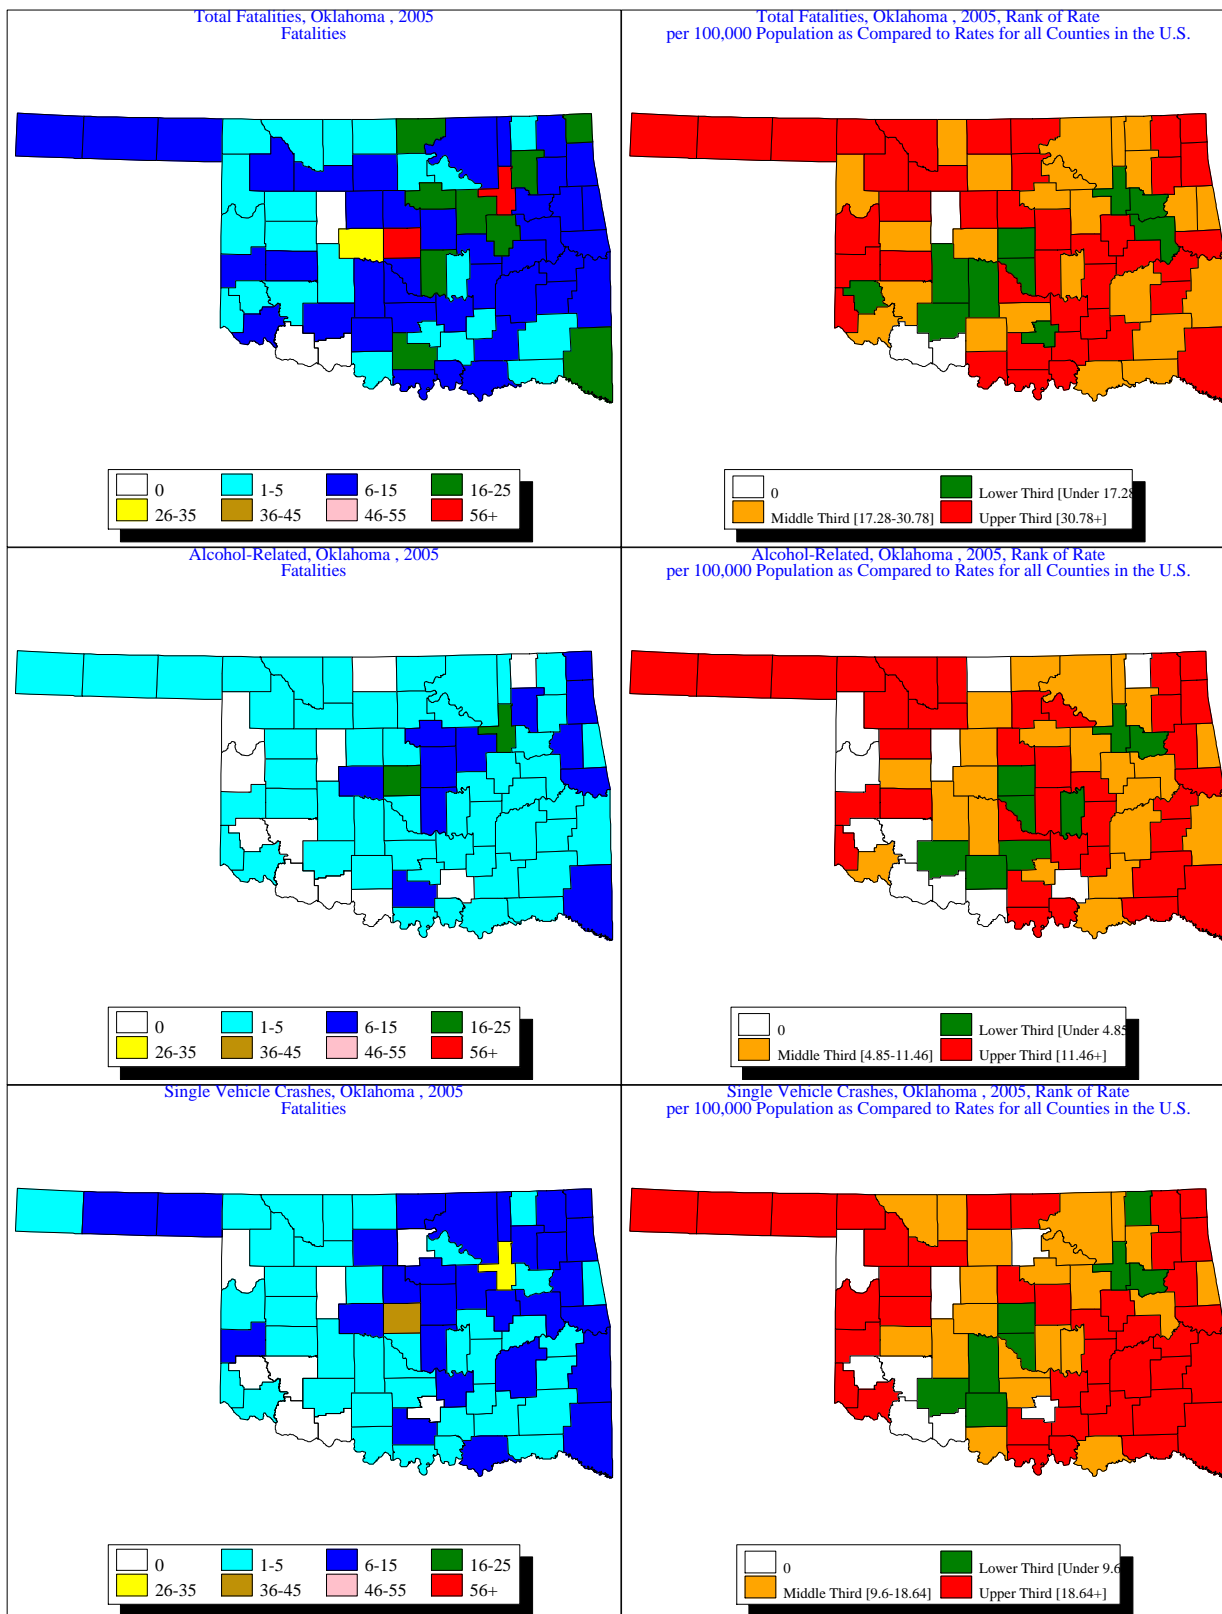 Total Fatalities, Oklahoma , 2005
Fatalities
0
1-5
6-15
16-25
26-35
36-45
46-55
56+
Total Fatalities, Oklahoma , 2005, Rank of Rate
per 100,000 Population as Compared to Rates for all Counties in the U.S.
0
Lower Third [Under 17.28
Middle Third [17.28-30.78]
Upper Third [30.78+]
Alcohol-Related, Oklahoma , 2005
Fatalities
0
1-5
6-15
16-25
26-35
36-45
46-55
56+
Alcohol-Related, Oklahoma , 2005, Rank of Rate
per 100,000 Population as Compared to Rates for all Counties in the U.S.
0
Lower Third [Under 4.85
Middle Third [4.85-11.46]
Upper Third [11.46+]
Single Vehicle Crashes, Oklahoma , 2005
Fatalities
0
1-5
6-15
16-25
26-35
36-45
46-55
56+
Single Vehicle Crashes, Oklahoma , 2005, Rank of Rate
per 100,000 Population as Compared to Rates for all Counties in the U.S.
0
Lower Third [Under 9.6
Middle Third [9.6-18.64]
Upper Third [18.64+]